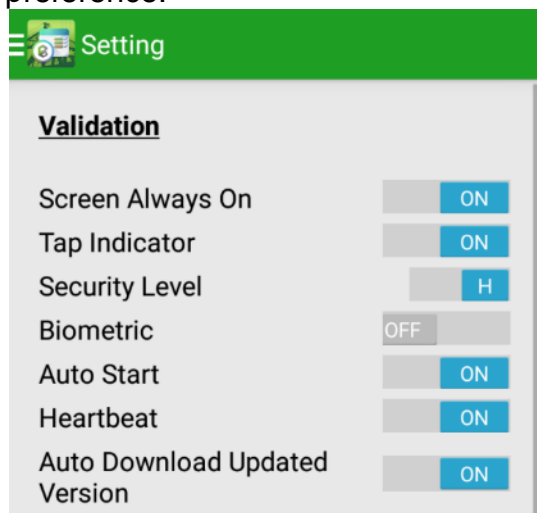 preference.
Setting
Validation
Screen Always On ON
Tap Indicator ON
Security Level H
Biometric OFF
Auto Start ON
Heartbeat ON
Auto Download Updated ON
Version